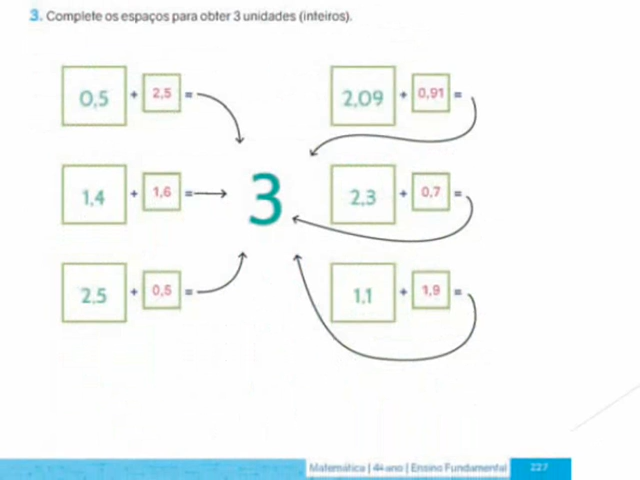 3. Complete os espaços para obter 3 unidades (inteiros).
0,5 + 2,5 =
2,09 + 0,91 =
1,4 + 1,6 =
3
2,3 + 0,7 =
2,5 + 0,5 =
1,1 + 1,9 =
Matemática | 4º ano | Ensino Fundamental 227